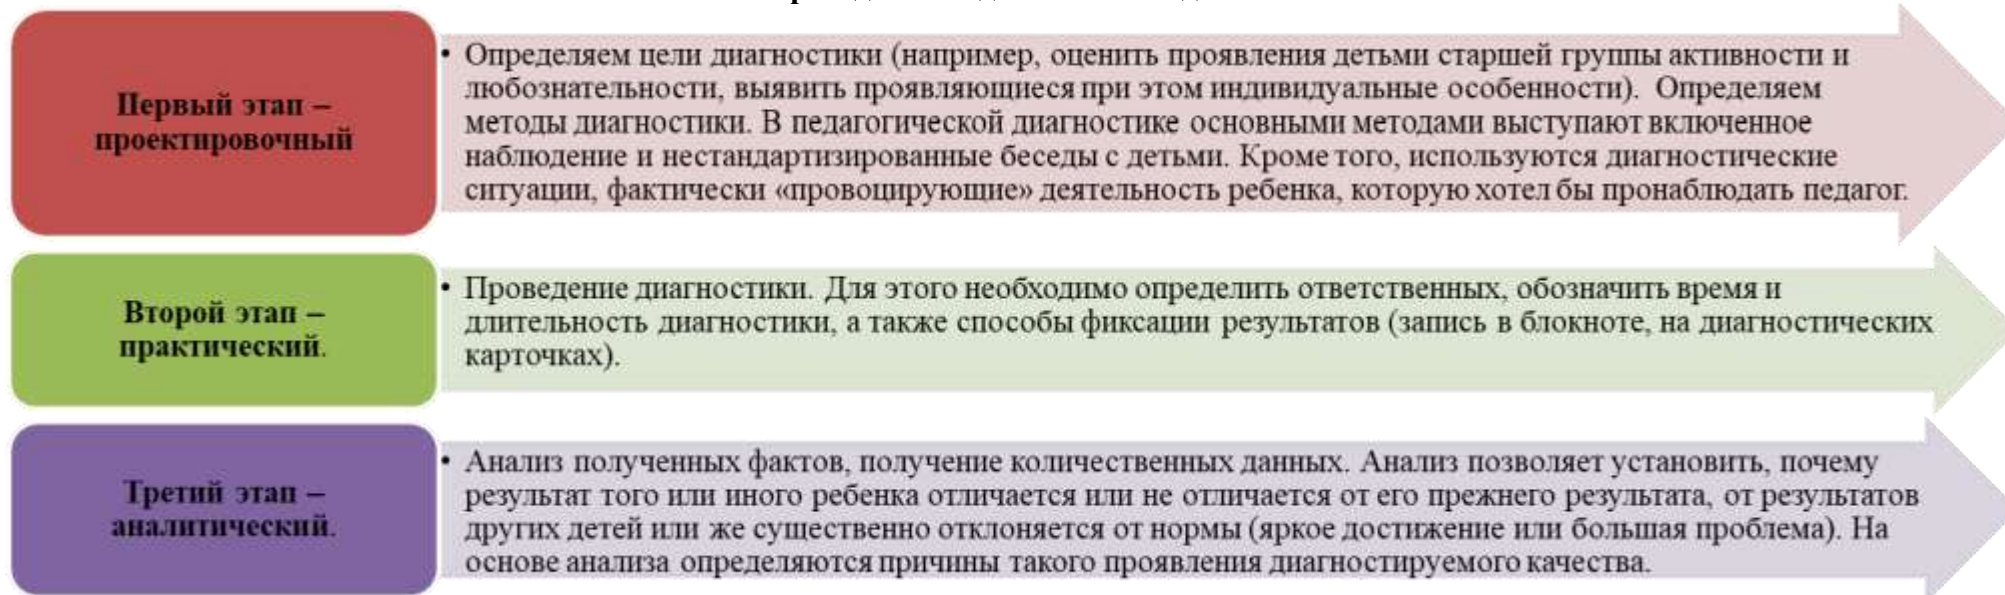 Первый этап –
проектировочный
• Определяем цели диагностики (например, оценить проявления детьми старшей группы активности и
любознательности, выявить проявляющиеся при этом индивидуальные особенности). Определяем
методы диагностики. В педагогической диагностике основными методами выступают включенное
наблюдение и нестандартизированные беседы с детьми. Кроме того, используются диагностические
ситуации, фактически «провоцирующие» деятельность ребенка, которую хотел бы пронаблюдать педагог.
Второй этап –
практический.
• Проведение диагностики. Для этого необходимо определить ответственных, обозначить время и
длительность диагностики, а также способы фиксации результатов (запись в блокноте, на диагностических
карточках).
Третий этап –
аналитический.
• Анализ полученных фактов, получение количественных данных. Анализ позволяет установить, почему
результат того или иного ребенка отличается или не отличается от его прежнего результата, от результатов
других детей или же существенно отклоняется от нормы (яркое достижение или большая проблема). На
основе анализа определяются причины такого проявления диагностируемого качества.